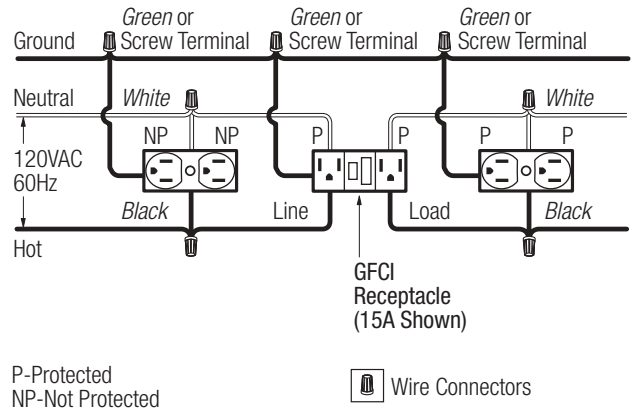 Green or
Screw Terminal
Green or
Screw Terminal
Green or
Screw Terminal
Ground
Neutral
White
White
NP
NP
P
P
P
P
120VAC
60Hz
Black
Line
Load
Black
Hot
GFCI
Receptacle
(15A Shown)
P-Protected
NP-Not Protected
Wire Connectors